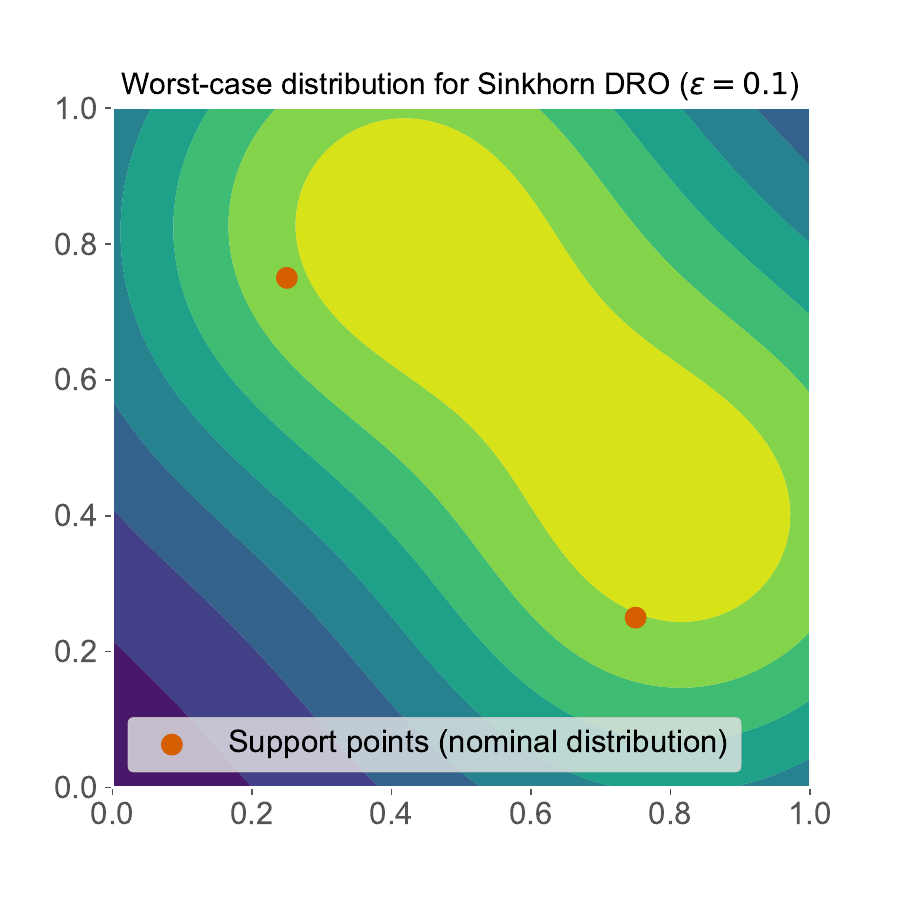 Worst-case distribution for Sinkhorn DRO (ε = 0.1)
1.0
0.8
0.6
0.4
0.2
0.0
Support points (nominal distribution)
0.0 0.2 0.4 0.6 0.8 1.0